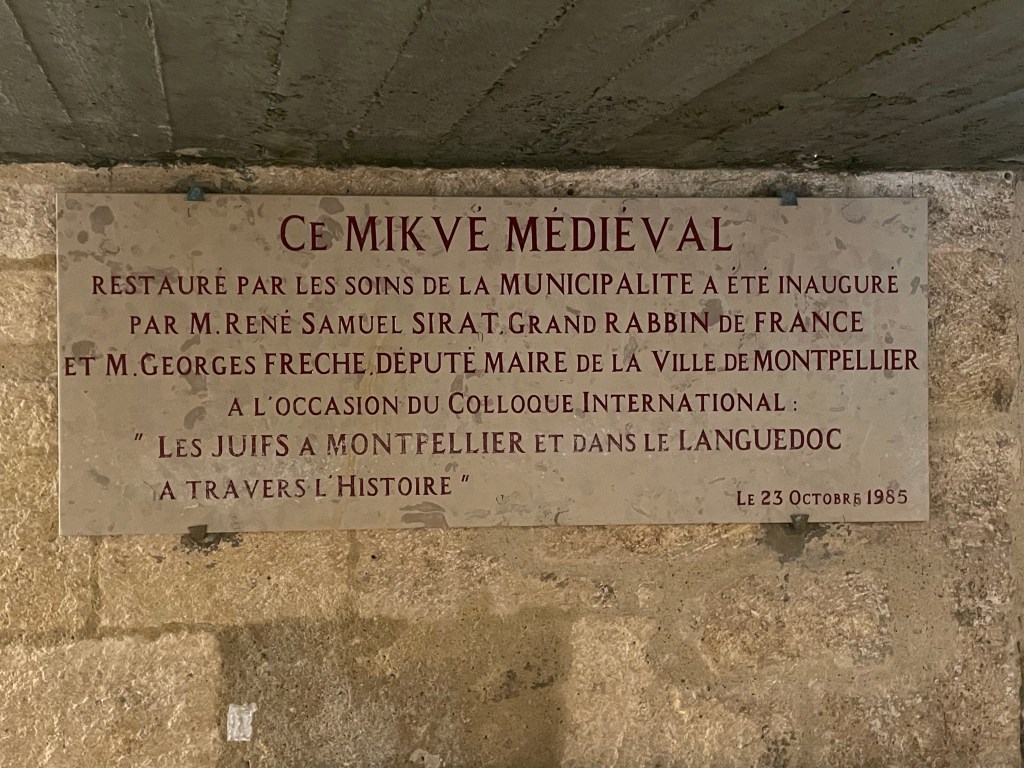 CE MIKVÉ MÉDIÉVAL
RESTAURÉ PAR LES SOINS DE LA MUNICIPALITE A ÉTÉ INAUGURÉ
PAR M. RENÉ SAMUEL SIRAT, GRAND RABBIN DE FRANCE
ET M. GEORGES FRECHE, DÉPUTÉ MAIRE DE LA VILLE DE MONTPELLIER
A L'OCCASION DU COLLOQUE INTERNATIONAL :
" LES JUIFS A MONTPELLIER ET DANS LE LANGUEDOC
A TRAVERS L'HISTOIRE "
LE 23 OCTOBRE 1985